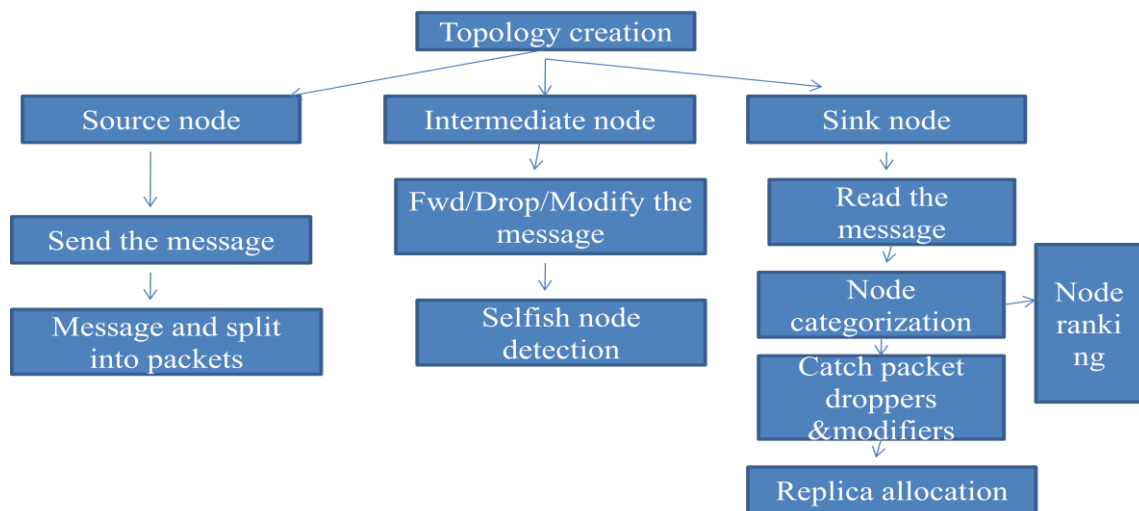 Topology creation
Source node
Intermediate node
Sink node
Send the message
Fwd/Drop/Modify the
message
Read the
message
Message and split
into packets
Selfish node
detection
Node
categorization
Node
ranki
ng
Catch packet
droppers
&modifiers
Replica allocation